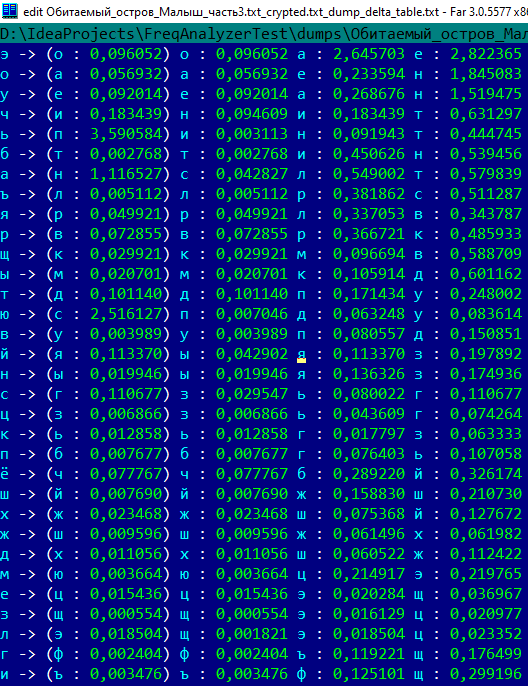 edit Обитаемый_остров_Малыш_часть3.txt_crypted.txt_dump_delta_table.txt - Far 3.0.5577 x8
D:\IdeaProjects\FreqAnalyzerTest\dumps\Обитаемый_остров_Мал
э -> (о : 0,096052) о : 0,096052 а : 2,645703 е : 2,822365
о -> (а : 0,056932) а : 0,056932 е : 0,233594 н : 1,845083
у -> (е : 0,092014) е : 0,092014 а : 0,268676 н : 1,519475
ч -> (и : 0,183439) н : 0,094609 и : 0,183439 т : 0,631297
ь -> (п : 3,590584) и : 0,003113 н : 0,091943 т : 0,444745
б -> (т : 0,002768) т : 0,002768 и : 0,450626 н : 0,539456
а -> (н : 1,116527) с : 0,042827 л : 0,549002 т : 0,579839
ъ -> (л : 0,005112) л : 0,005112 р : 0,381862 с : 0,511287
я -> (р : 0,049921) р : 0,049921 л : 0,337053 в : 0,343787
р -> (в : 0,072855) в : 0,072855 р : 0,366721 к : 0,485933
щ -> (к : 0,029921) к : 0,029921 м : 0,096694 в : 0,588709
ы -> (м : 0,020701) м : 0,020701 к : 0,105914 д : 0,601162
т -> (д : 0,101140) д : 0,101140 п : 0,171434 у : 0,248002
ю -> (с : 2,516127) п : 0,007046 д : 0,063248 у : 0,083614
в -> (у : 0,003989) у : 0,003989 п : 0,080557 д : 0,150851
й -> (я : 0,113370) ы : 0,042902 я : 0,113370 з : 0,197892
н -> (ы : 0,019946) ы : 0,019946 я : 0,136326 з : 0,174936
с -> (г : 0,110677) з : 0,029547 ь : 0,080022 г : 0,110677
ц -> (з : 0,006866) з : 0,006866 ь : 0,043609 г : 0,074264
к -> (ь : 0,012858) ь : 0,012858 г : 0,017797 з : 0,063333
п -> (б : 0,007667) б : 0,007667 г : 0,076403 ь : 0,107058
ё -> (ч : 0,077767) ч : 0,077767 б : 0,289220 й : 0,326174
ш -> (й : 0,007690) й : 0,007690 ж : 0,158830 ш : 0,210730
х -> (ж : 0,023468) ж : 0,023468 ш : 0,075368 й : 0,127672
ж -> (ш : 0,009596) ш : 0,009596 х : 0,061496 ж : 0,061982
д -> (х : 0,011056) х : 0,011056 ш : 0,060522 ж : 0,112422
м -> (ю : 0,003664) ю : 0,003664 ц : 0,214917 э : 0,219765
е -> (ц : 0,015436) ц : 0,015436 э : 0,020284 щ : 0,036967
з -> (щ : 0,000554) щ : 0,000554 э : 0,016129 ц : 0,020977
л -> (э : 0,018504) щ : 0,001821 э : 0,018504 ц : 0,023352
г -> (ф : 0,002404) ф : 0,002404 ъ : 0,119221 щ : 0,176499
и -> (ъ : 0,003476) ъ : 0,003476 ф : 0,125101 щ : 0,299196